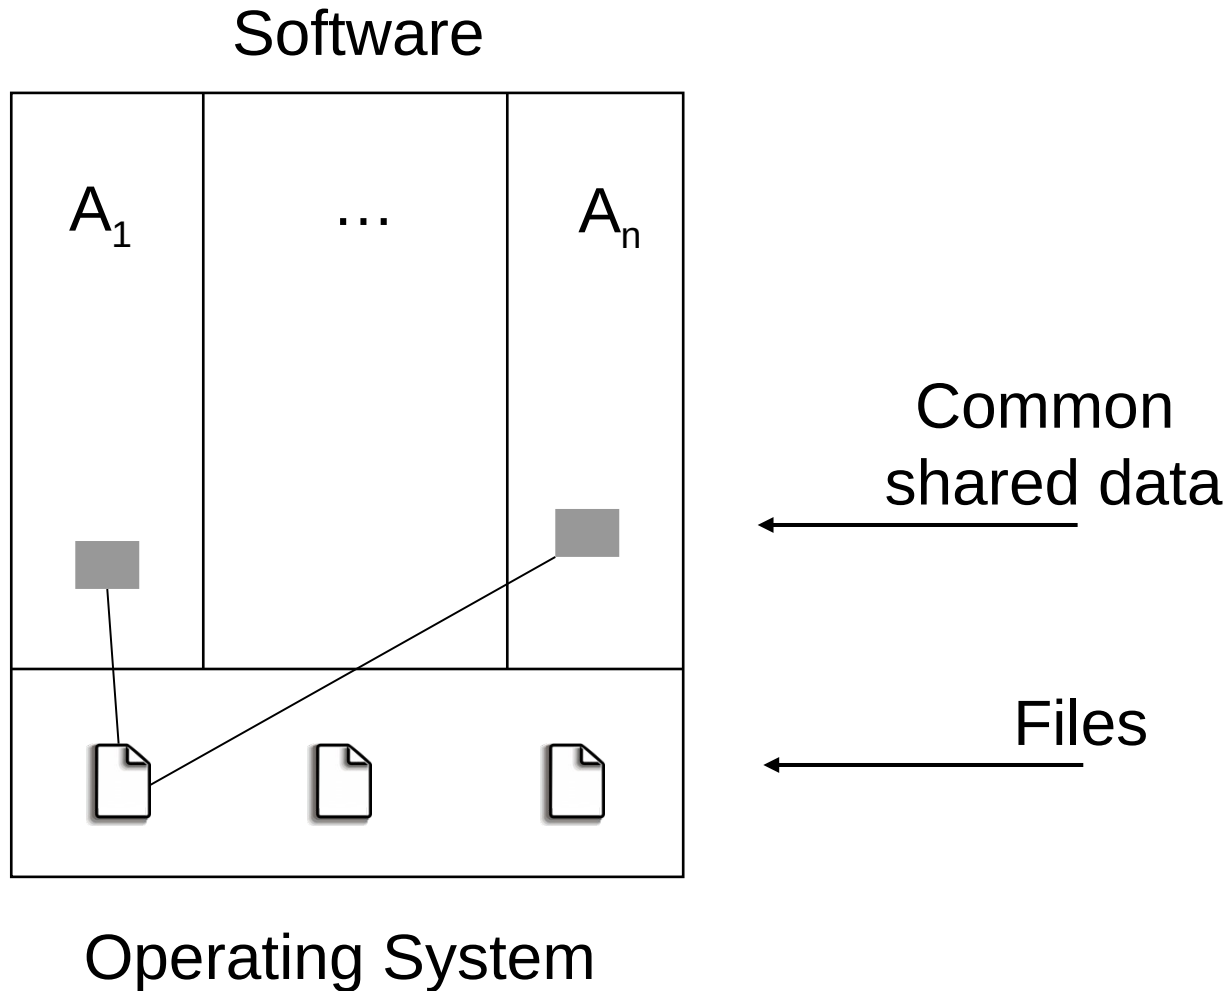 Software
A₁ … Aₙ
Common
shared data
Files
Operating System